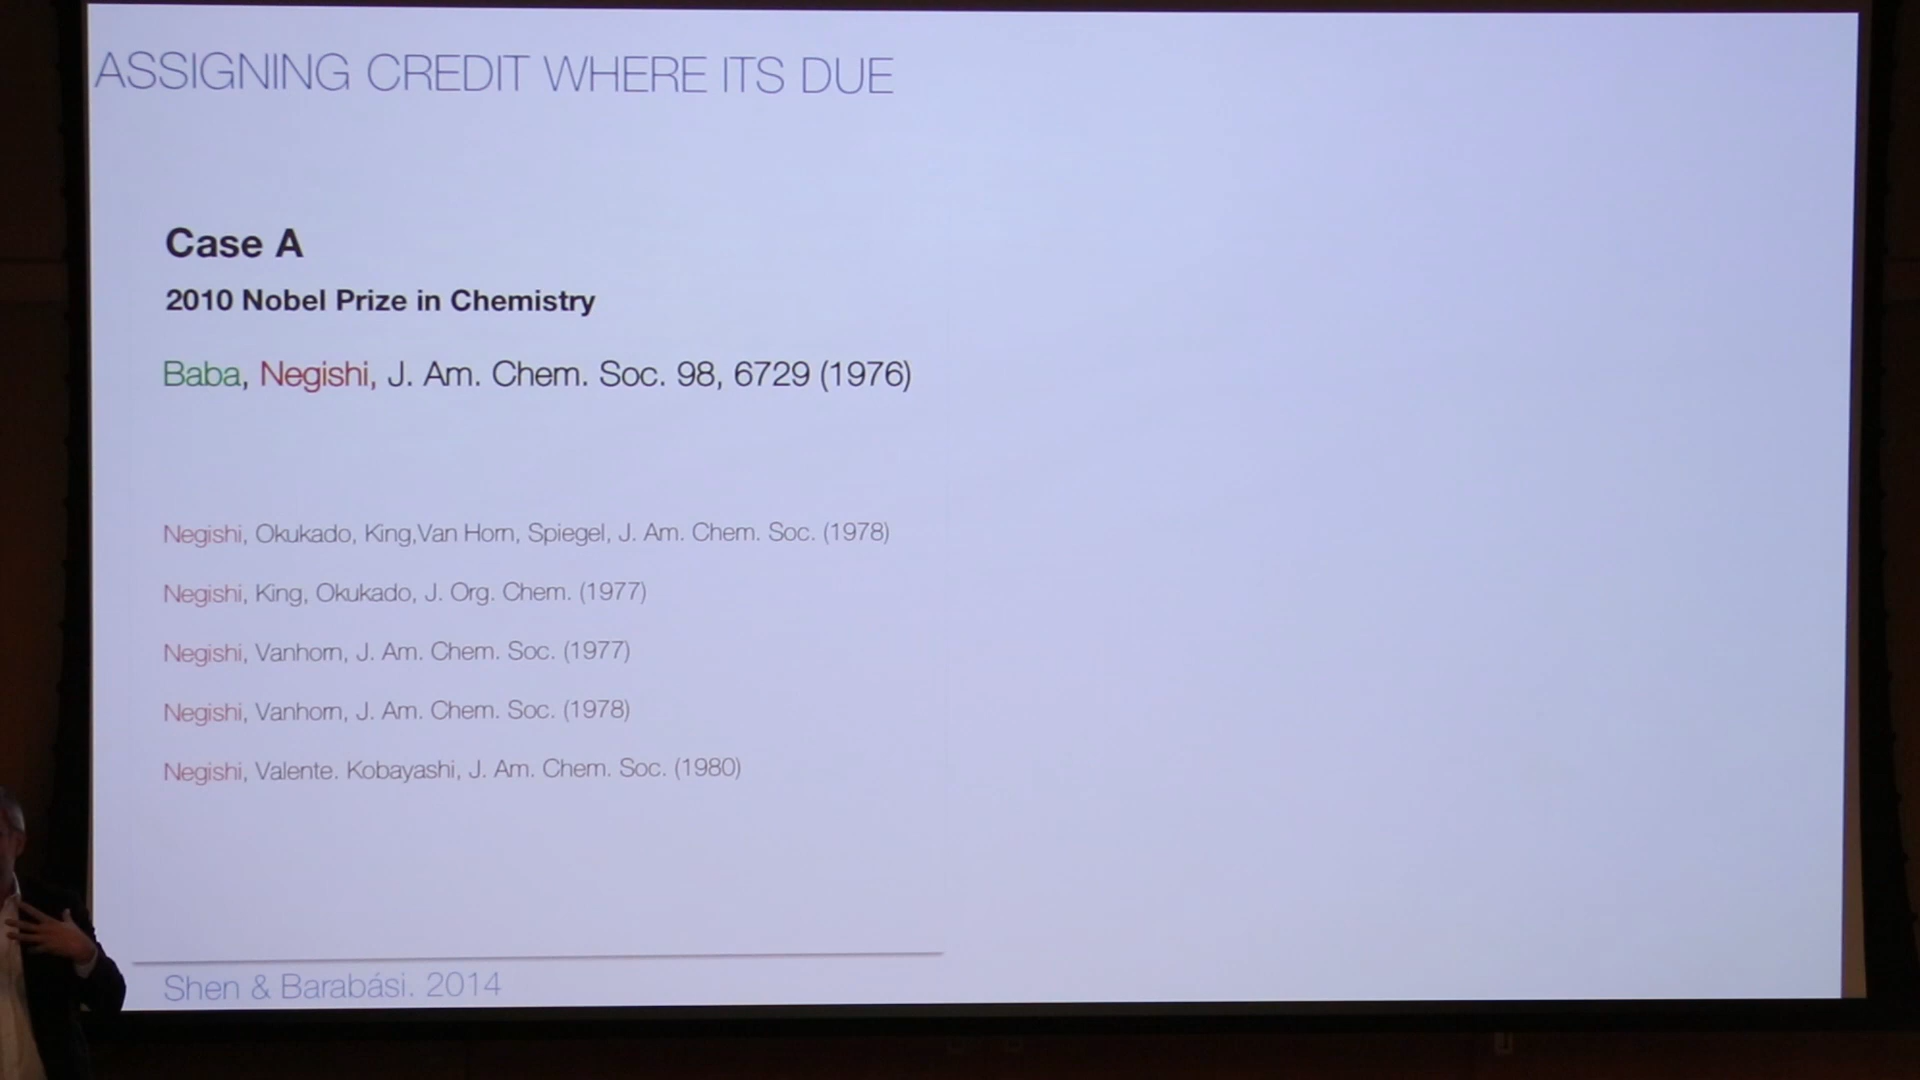 ASSIGNING CREDIT WHERE ITS DUE
Case A
2010 Nobel Prize in Chemistry
Baba, Negishi, J. Am. Chem. Soc. 98, 6729 (1976)
Negishi, Okukado, King,Van Horn, Spiegel, J. Am. Chem. Soc. (1978)
Negishi, King, Okukado, J. Org. Chem. (1977)
Negishi, Vanhorn, J. Am. Chem. Soc. (1977)
Negishi, Vanhorn, J. Am. Chem. Soc. (1978)
Negishi, Valente. Kobayashi, J. Am. Chem. Soc. (1980)
Shen & Barabási. 2014